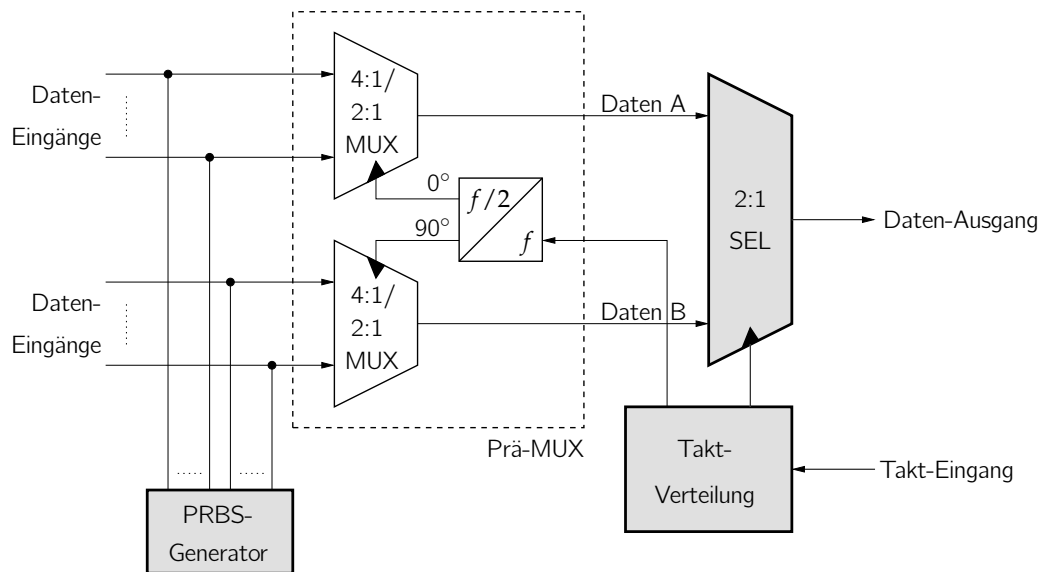 4:1/
2:1
MUX
Daten-
Eingänge
Daten A
0°
f/2
90°
f
2:1
SEL
Daten-Ausgang
4:1/
2:1
MUX
Daten-
Eingänge
Daten B
Prä-MUX
Takt-
Verteilung
Takt-Eingang
PRBS-
Generator